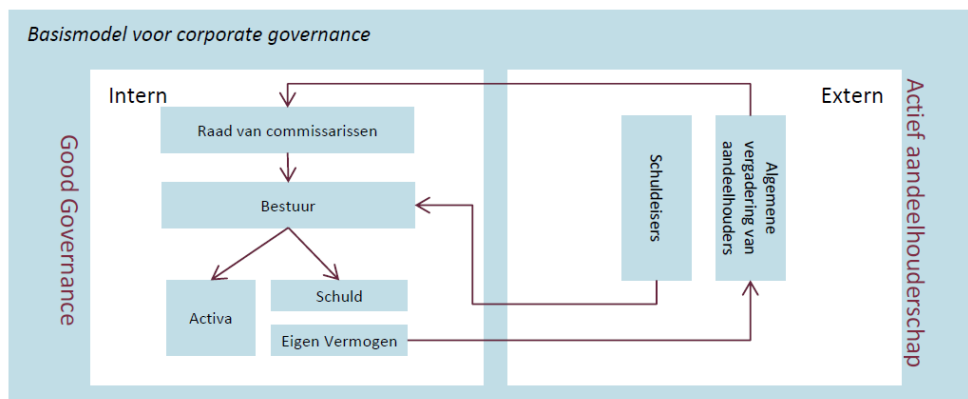 Basismodel voor corporate governance
Good Governance
Intern
Raad van commissarissen
Bestuur
Activa
Schuld
Eigen Vermogen
Extern
Schuldeisers
Algemene
vergadering van
aandeelhouders
Actief aandeelhouderschap